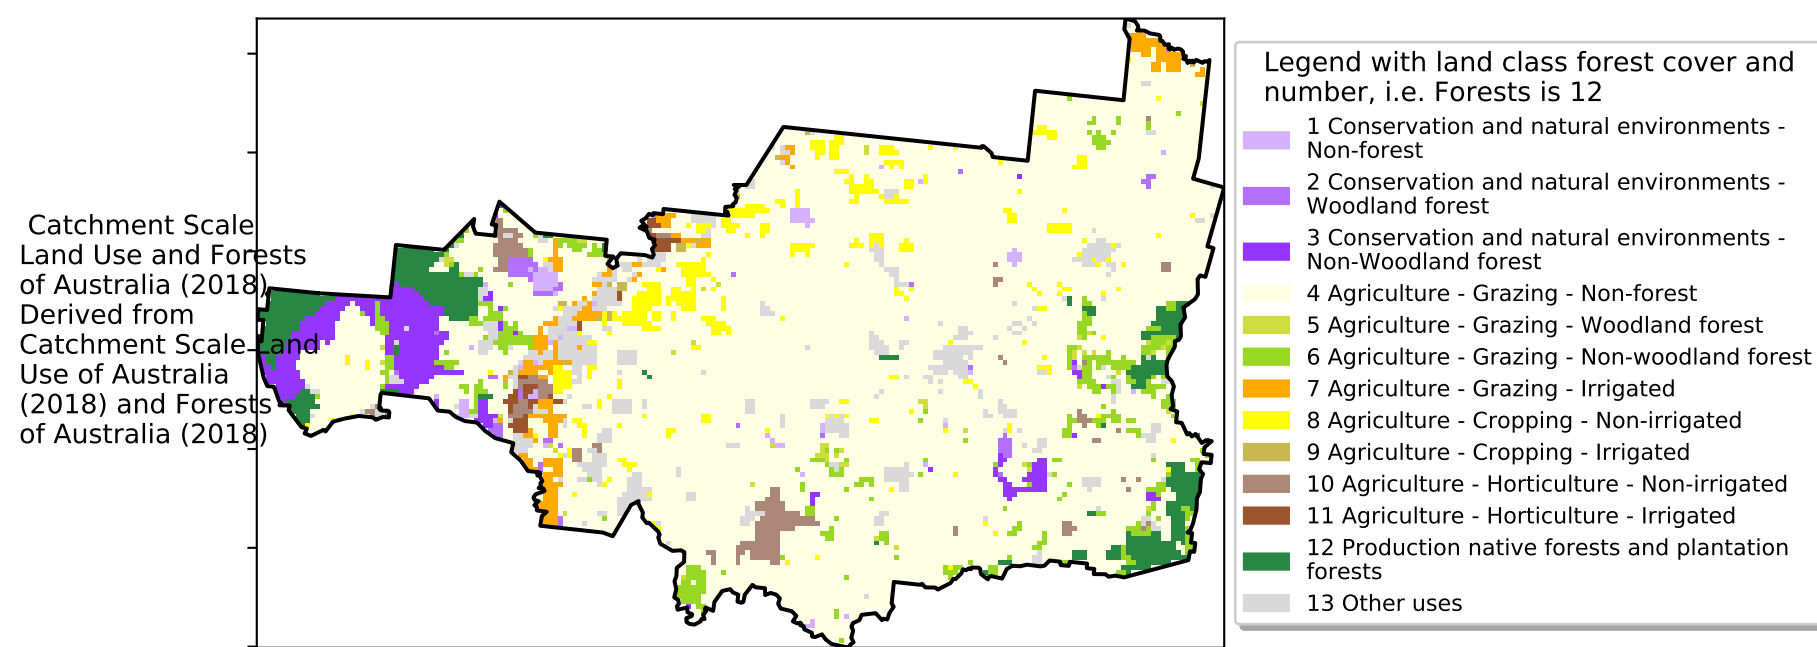 Catchment Scale
Land Use and Forests
of Australia (2018)
Derived from
Catchment Scale Land
Use of Australia
(2018) and Forests
of Australia (2018)
Legend with land class forest cover and
number, i.e. Forests is 12
1 Conservation and natural environments -
Non-forest
2 Conservation and natural environments -
Woodland forest
3 Conservation and natural environments -
Non-Woodland forest
4 Agriculture - Grazing - Non-forest
5 Agriculture - Grazing - Woodland forest
6 Agriculture - Grazing - Non-woodland forest
7 Agriculture - Grazing - Irrigated
8 Agriculture - Cropping - Non-irrigated
9 Agriculture - Cropping - Irrigated
10 Agriculture - Horticulture - Non-irrigated
11 Agriculture - Horticulture - Irrigated
12 Production native forests and plantation
forests
13 Other uses